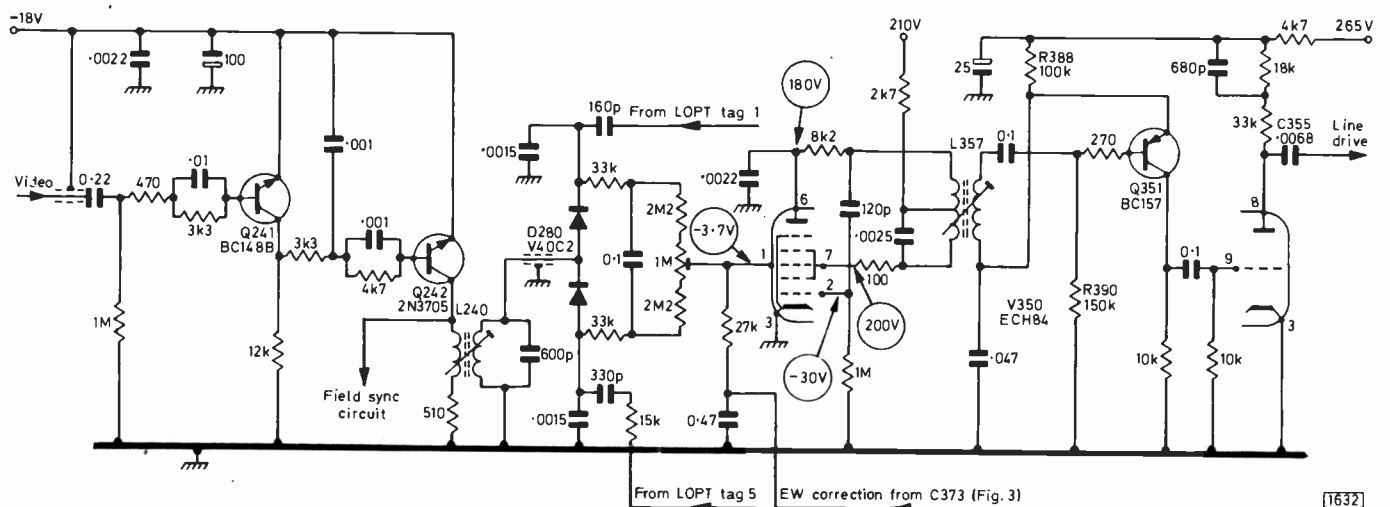 -18V
·0022
100
·001
Video
0·22
470
·01
3k3
Q241
BC148B
3k3
·001
4k7
Q242
2N3705
L240
1M
12k
Field sync
circuit
510
600p
160p
From LOPT tag 1
·0015
33k
D280
V40C2
0·1
2M2
1M
2M2
33k
330p
·0015
15k
From LOPT tag 5
-3·7V
27k
0·47
EW correction from C373 (Fig. 3)
180V
8k2
·0022
6
1
7
2
3
-30V
200V
100
120p
1M
210V
2k7
·0025
L357
0·1
25
R388
100k
270
Q351
BC157
·047
V350
ECH84
R390
150k
10k
0·1
10k
680p
4k7
265V
18k
33k
C355
·0068
Line
drive
8
9
3
1632